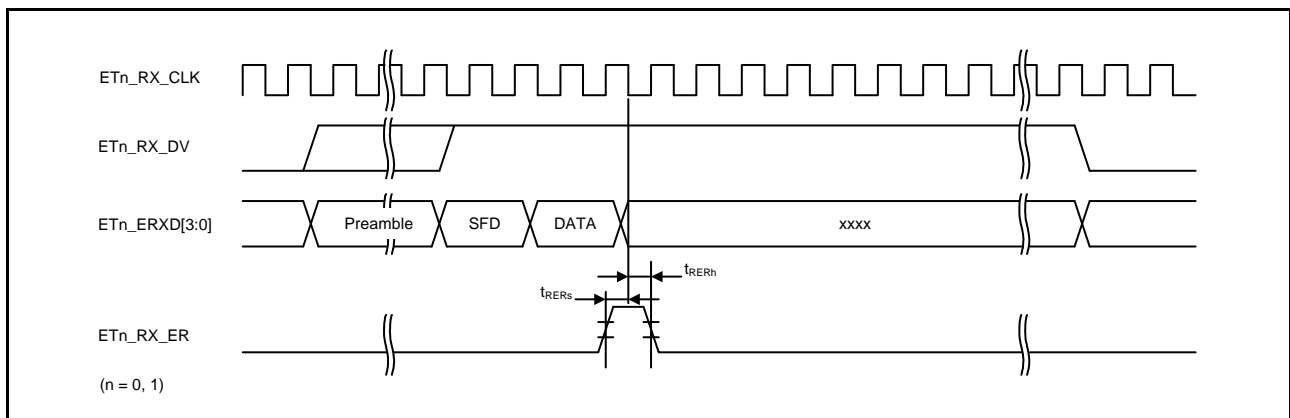 ETn_RX_CLK
ETn_RX_DV
ETn_ERXD[3:0]
Preamble
SFD
DATA
xxxx
tRERh
tRERs
ETn_RX_ER
(n = 0, 1)